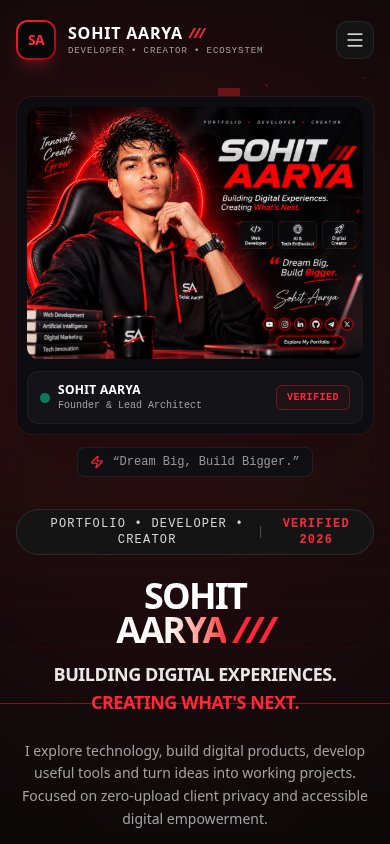 SA
SOHIT AARYA ///
DEVELOPER • CREATOR • ECOSYSTEM
Innovate
Create
Grow
PORTFOLIO • DEVELOPER • CREATOR
SOHIT ///
AARYA
Building Digital Experiences.
Creating What's Next.
</>
Web
Developer
AI &
Tech Enthusiast
Digital
Creator
“ Dream Big,
Build Bigger.
Sohit Aarya
SA
Sohit Aarya
Web Development
Artificial Intelligence
Digital Marketing
Tech Innovation
SA
Explore My Portfolio
SOHIT AARYA
Founder & Lead Architect
VERIFIED
“Dream Big, Build Bigger.”
PORTFOLIO • DEVELOPER •
CREATOR
VERIFIED
2026
SOHIT
AARYA ///
BUILDING DIGITAL EXPERIENCES.
CREATING WHAT'S NEXT.
I explore technology, build digital products, develop
useful tools and turn ideas into working projects.
Focused on zero-upload client privacy and accessible
digital empowerment.